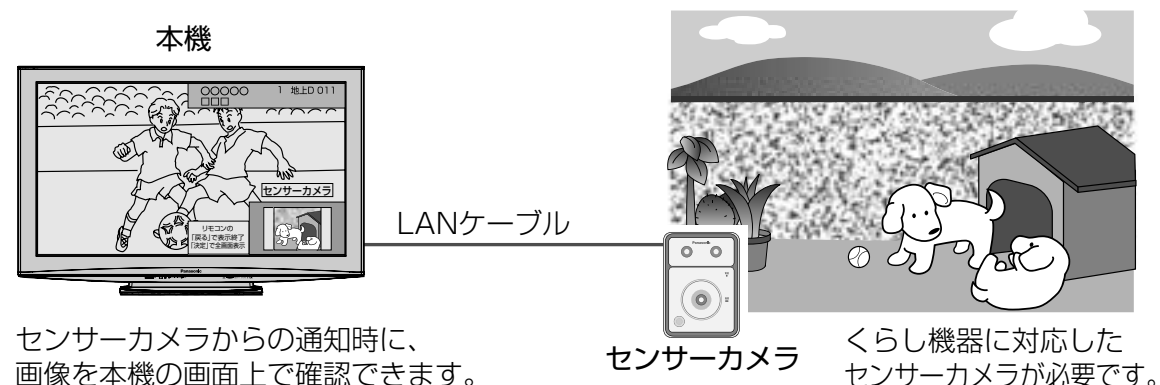 本機
○○○○○ 1 地上D 011
□□□
センサーカメラ
リモコンの
「戻る」で表示終了
「決定」で全画面表示
Panasonic
LANケーブル
Panasonic
センサーカメラからの通知時に、
画像を本機の画面上で確認できます。
センサーカメラ
くらし機器に対応した
センサーカメラが必要です。